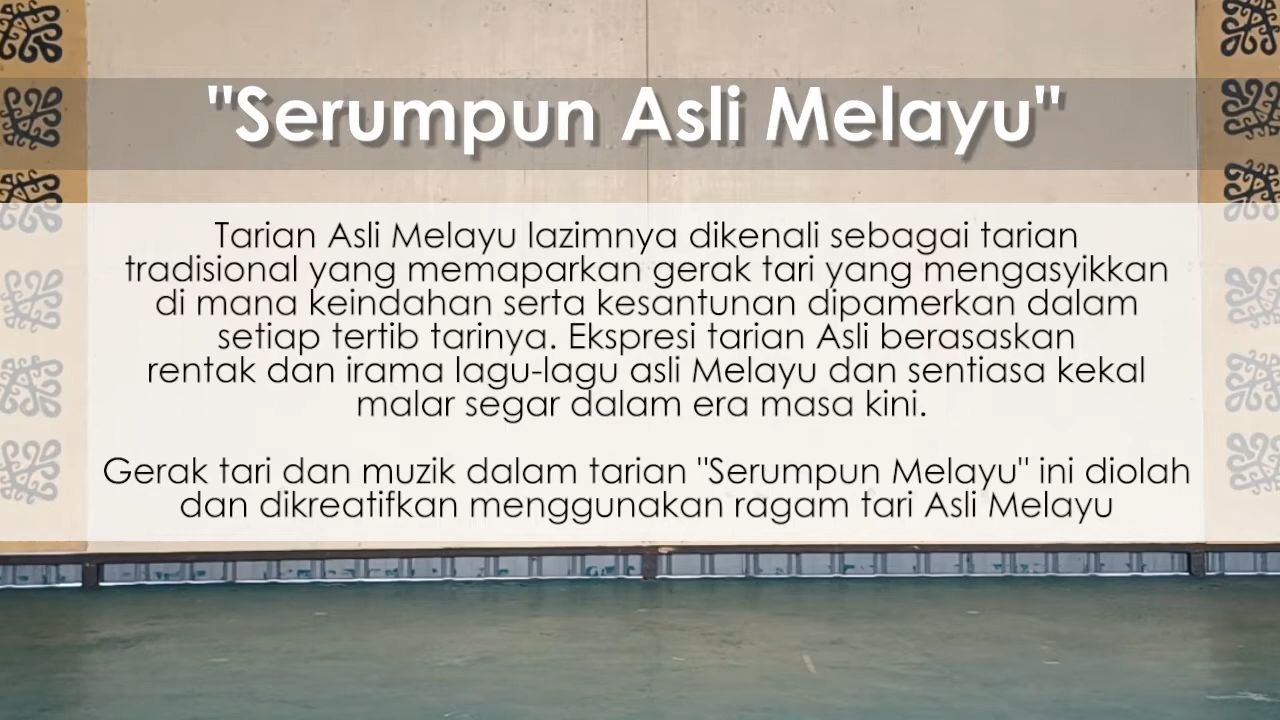 "Serumpun Asli Melayu"
Tarian Asli Melayu lazimnya dikenali sebagai tarian
tradisional yang memaparkan gerak tari yang mengasyikkan
di mana keindahan serta kesantunan dipamerkan dalam
setiap tertib tarinya. Ekspresi tarian Asli berasaskan
rentak dan irama lagu-lagu asli Melayu dan sentiasa kekal
malar segar dalam era masa kini.
Gerak tari dan muzik dalam tarian "Serumpun Melayu" ini diolah
dan dikreatifkan menggunakan ragam tari Asli Melayu